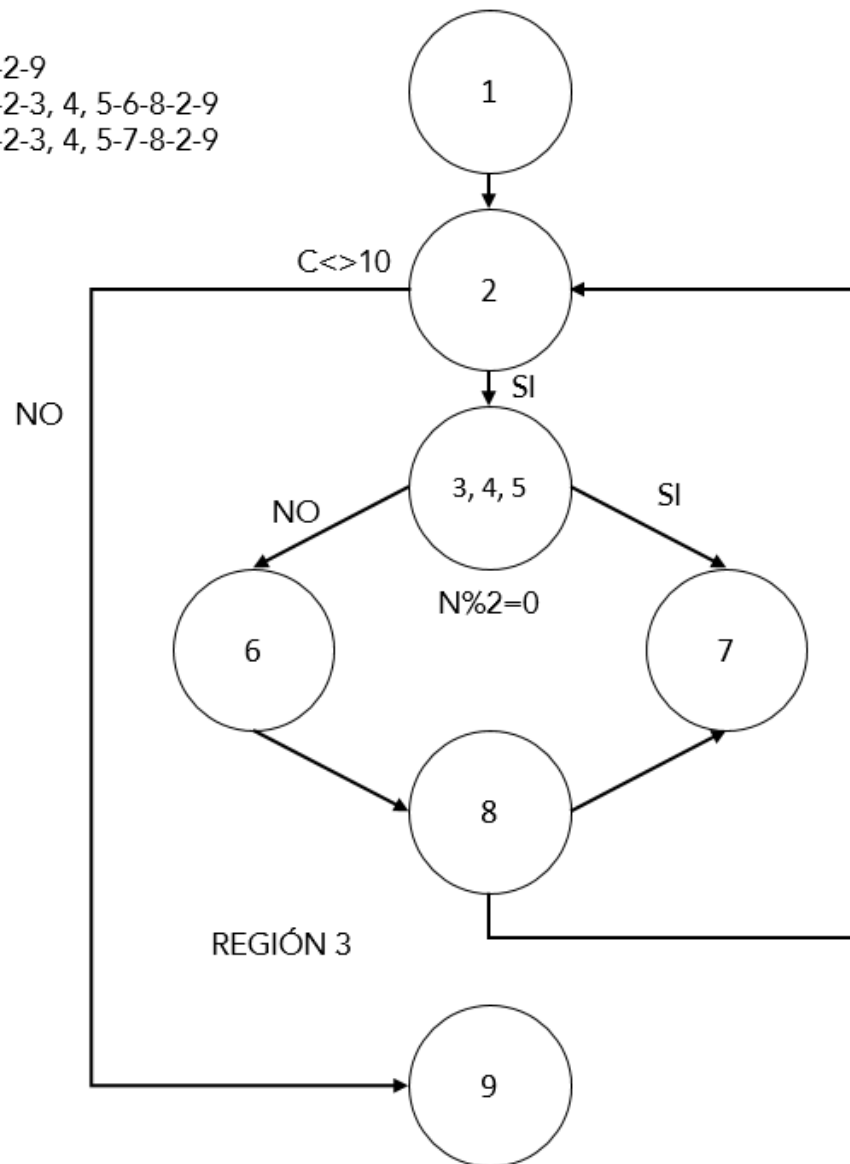 -2-9
-2-3, 4, 5-6-8-2-9
-2-3, 4, 5-7-8-2-9
1
C<>10
2
SI
NO
3, 4, 5
NO
SI
N%2=0
6
7
8
REGIÓN 3
9